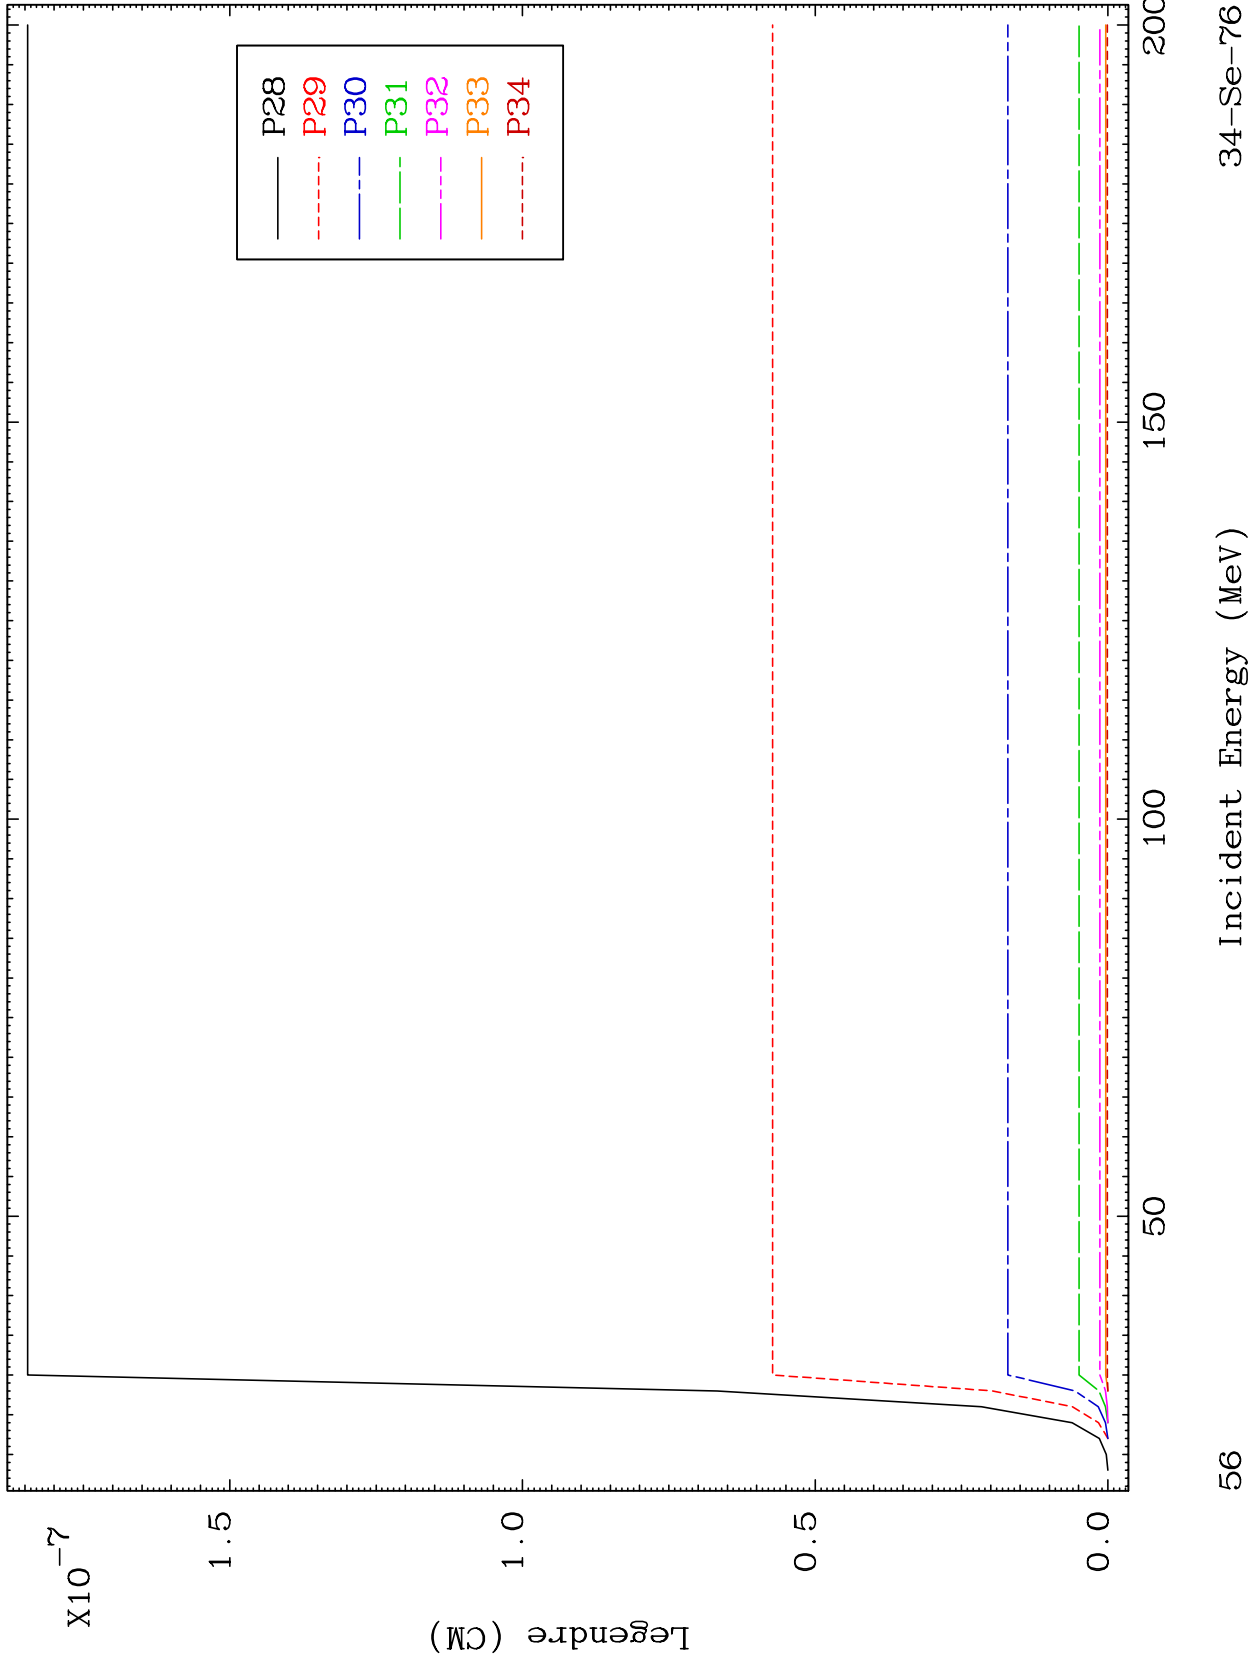 X10-7
1.5
1.0
0.5
0.0
Legendre (CM)
P28
P29
P30
P31
P32
P33
P34
50
100
150
200
Incident Energy (MeV)
56
34-Se-76